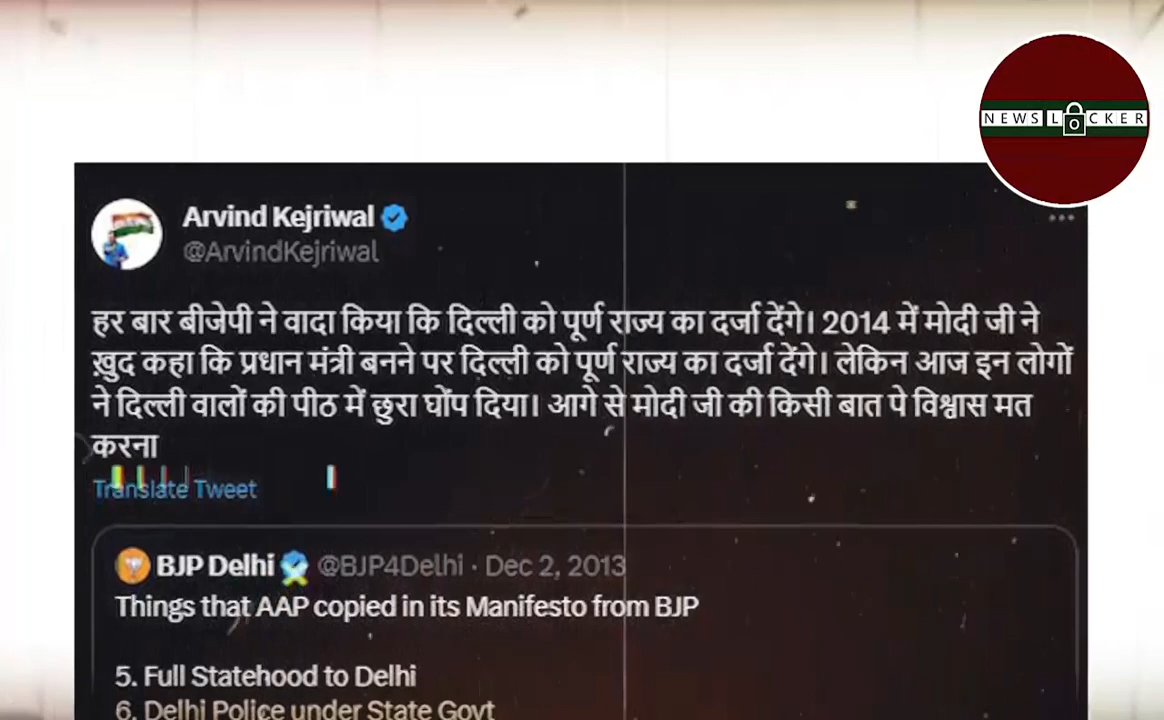 NEWS LOCKER
Arvind Kejriwal
@ArvindKejriwal
हर बार बीजेपी ने वादा किया कि दिल्ली को पूर्ण राज्य का दर्जा देंगे। 2014 में मोदी जी ने
ख़ुद कहा कि प्रधान मंत्री बनने पर दिल्ली को पूर्ण राज्य का दर्जा देंगे। लेकिन आज इन लोगों
ने दिल्ली वालों की पीठ में छुरा घोंप दिया। आगे से मोदी जी की किसी बात पे विश्वास मत
करना
Translate Tweet
BJP Delhi @BJP4Delhi · Dec 2, 2013
Things that AAP copied in its Manifesto from BJP
5. Full Statehood to Delhi
6. Delhi Police under State Govt